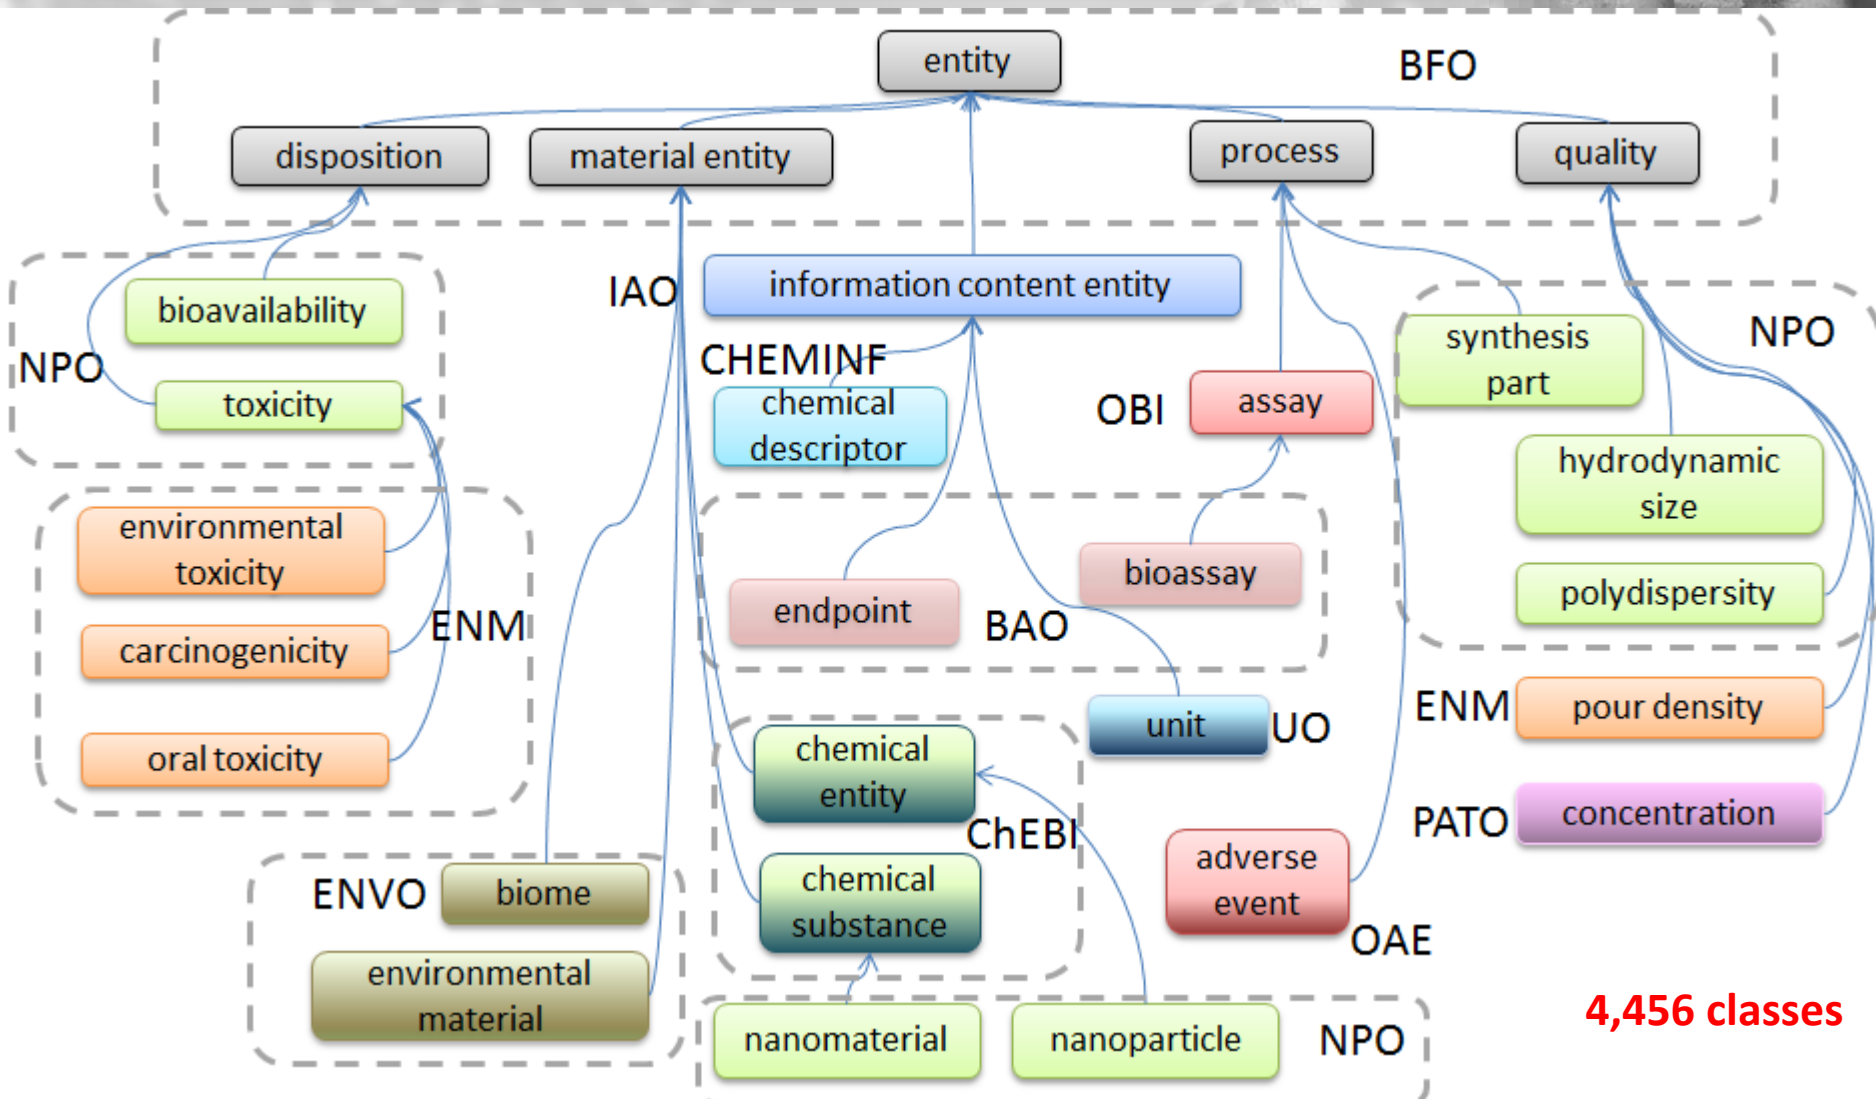 entity
BFO
disposition
material entity
process
quality
bioavailability
NPO
toxicity
IAO
information content entity
CHEMINF
chemical
descriptor
OBI
assay
synthesis
part
NPO
hydrodynamic
size
polydispersity
environmental
toxicity
carcinogenicity
ENM
oral toxicity
endpoint
BAO
bioassay
unit
UO
ENM
pour density
PATO
concentration
chemical
entity
ChEBI
chemical
substance
adverse
event
OAE
ENVO
biome
environmental
material
nanomaterial
nanoparticle
NPO
4,456 classes